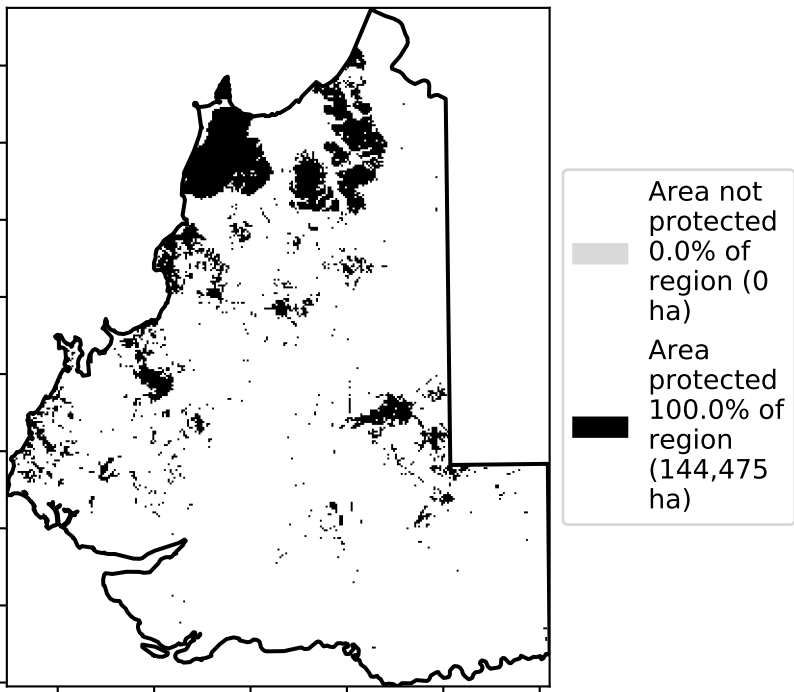 Area not
protected
0.0% of
region (0
ha)
Area
protected
100.0% of
region
(144,475
ha)